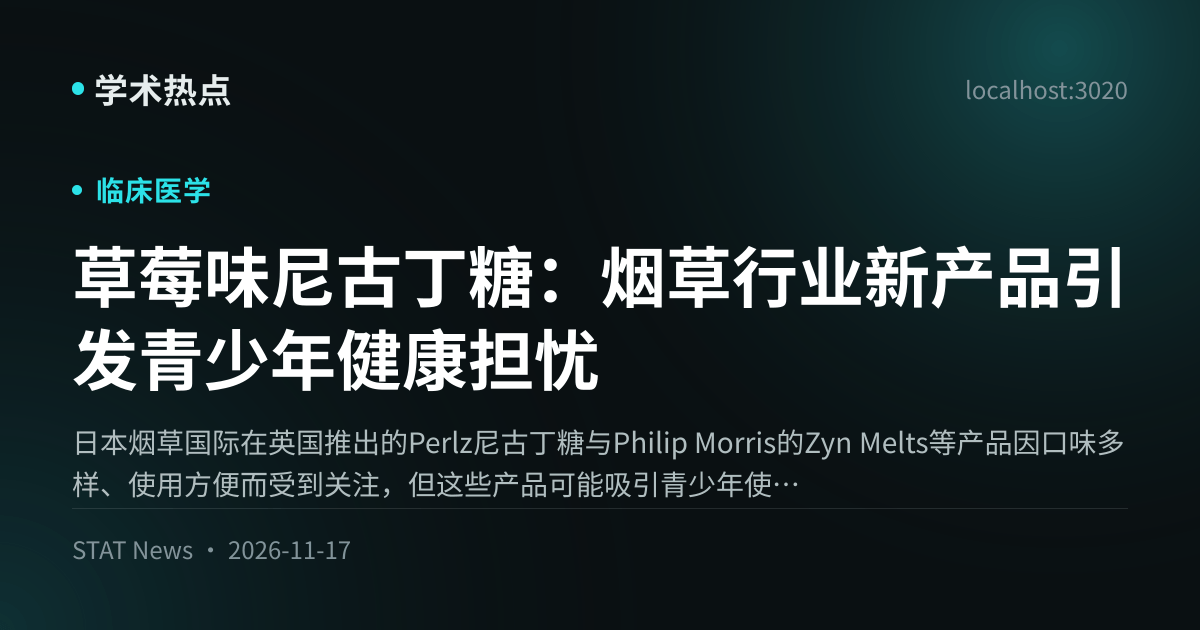 学术热点
localhost:3020
临床医学
草莓味尼古丁糖：烟草行业新产品引
发青少年健康担忧
日本烟草国际在英国推出的Perlz尼古丁糖与Philip Morris的Zyn Melts等产品因口味多
样、使用方便而受到关注，但这些产品可能吸引青少年使…
STAT News · 2026-11-17